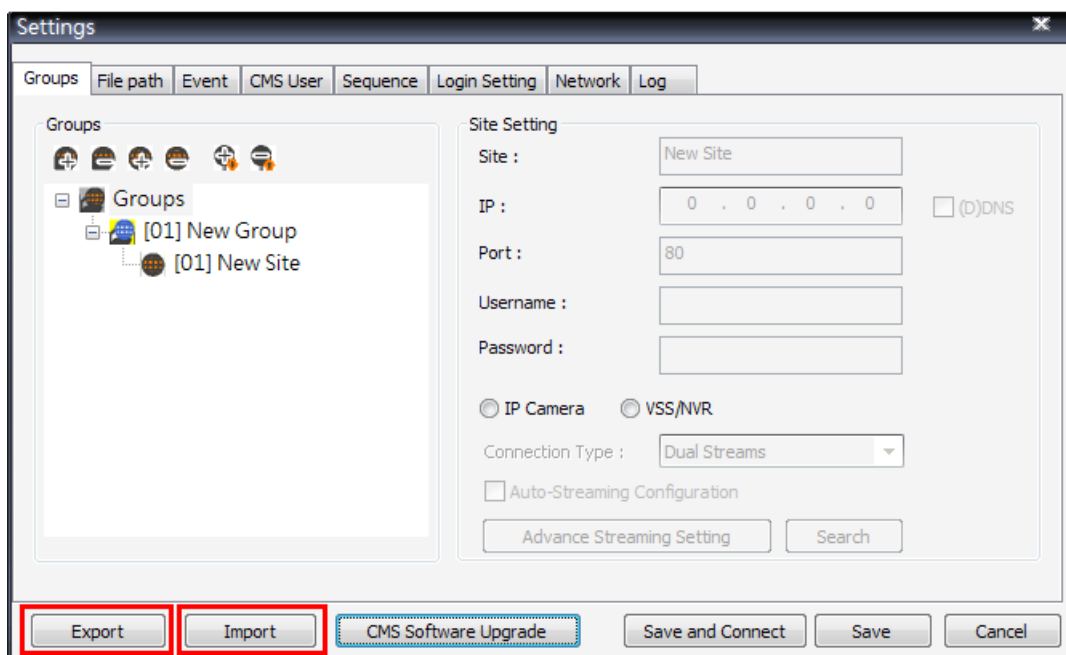 Settings
Groups File path Event CMS User Sequence Login Setting Network Log
Groups
Groups
[01] New Group
[01] New Site
Site Setting
Site : New Site
IP : 0 . 0 . 0 . 0 (D)DNS
Port : 80
Username :
Password :
IP Camera VSS/NVR
Connection Type : Dual Streams
Auto-Streaming Configuration
Advance Streaming Setting Search
Export Import CMS Software Upgrade Save and Connect Save Cancel